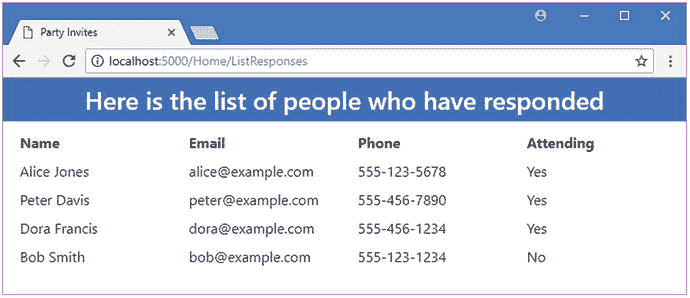 Party Invites
localhost:5000/Home/ListResponses
Here is the list of people who have responded
Name Email Phone Attending
Alice Jones alice@example.com 555-123-5678 Yes
Peter Davis peter@example.com 555-456-7890 Yes
Dora Francis dora@example.com 555-456-1234 Yes
Bob Smith bob@example.com 555-123-1234 No